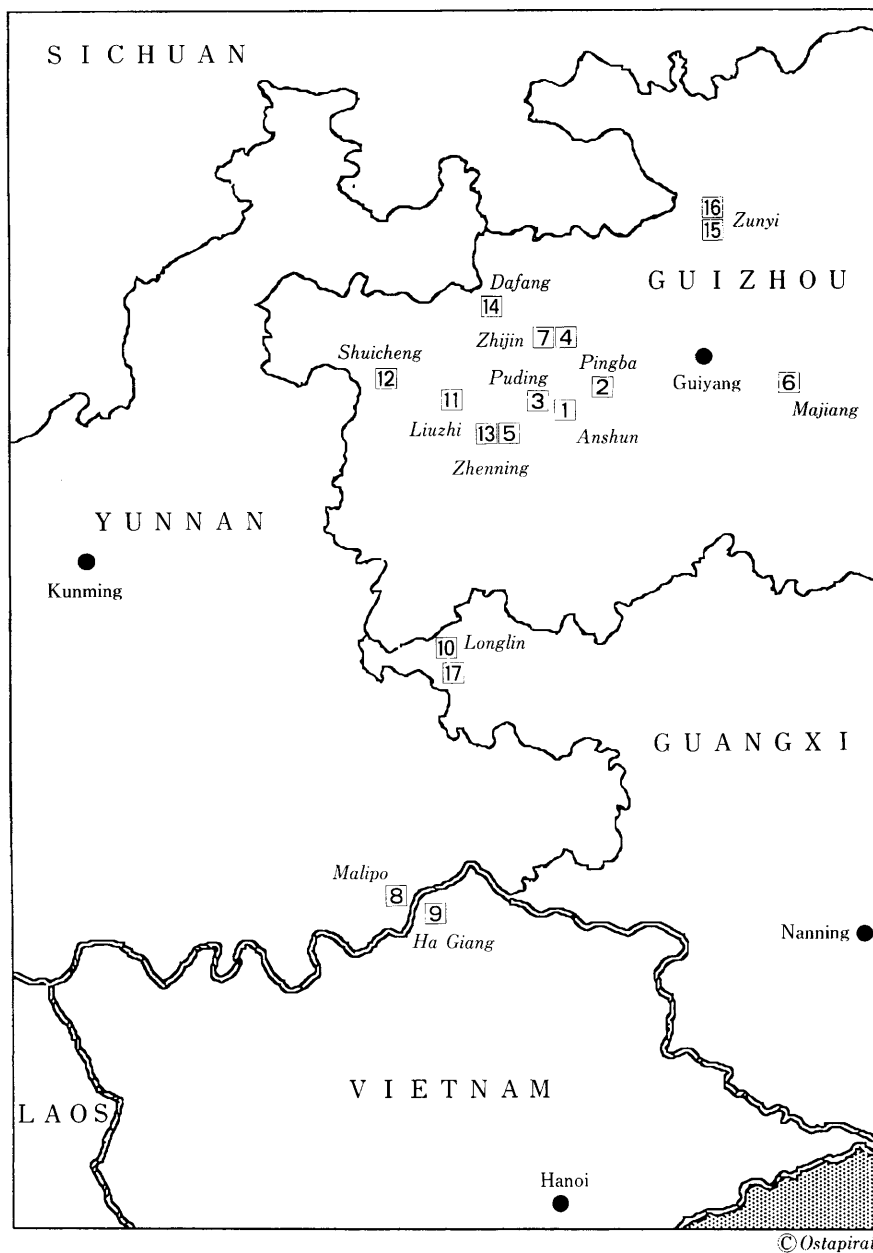 SICHUAN
16
15 Zunyi
GUIZHOU
Dafang
14
Zhijin 7 4
Shuicheng
Pingba
Puding
Guiyang
12
2
6
11
3
1
Majiang
Liuzhi
13 5
Anshun
Zhenning
YUNNAN
Kunming
10 Longlin
17
GUANGXI
Malipo
8
9
Nanning
Ha Giang
VIETNAM
LAOS
Hanoi
© Ostapirat